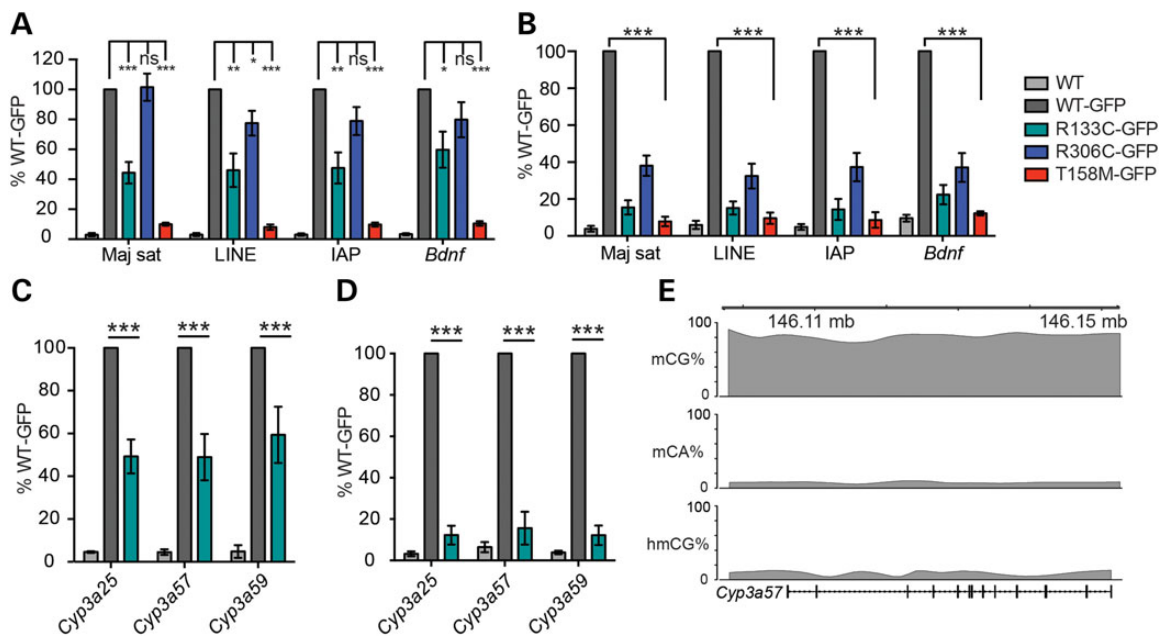 A
ns
ns
ns
*** *** ** * *** ** *** * ***
120
100
80
60
40
20
0
% WT-GFP
Maj sat LINE IAP Bdnf
B
*** *** *** ***
100
80
60
40
20
0
% WT-GFP
Maj sat LINE IAP Bdnf
WT
WT-GFP
R133C-GFP
R306C-GFP
T158M-GFP
C
*** *** ***
100
80
60
40
20
0
% WT-GFP
Cyp3a25 Cyp3a57 Cyp3a59
D
*** *** ***
100
80
60
40
20
0
% WT-GFP
Cyp3a25 Cyp3a57 Cyp3a59
E
146.11 mb 146.15 mb
100
mCG%
0
100
mCA%
0
100
hmCG%
0
Cyp3a57